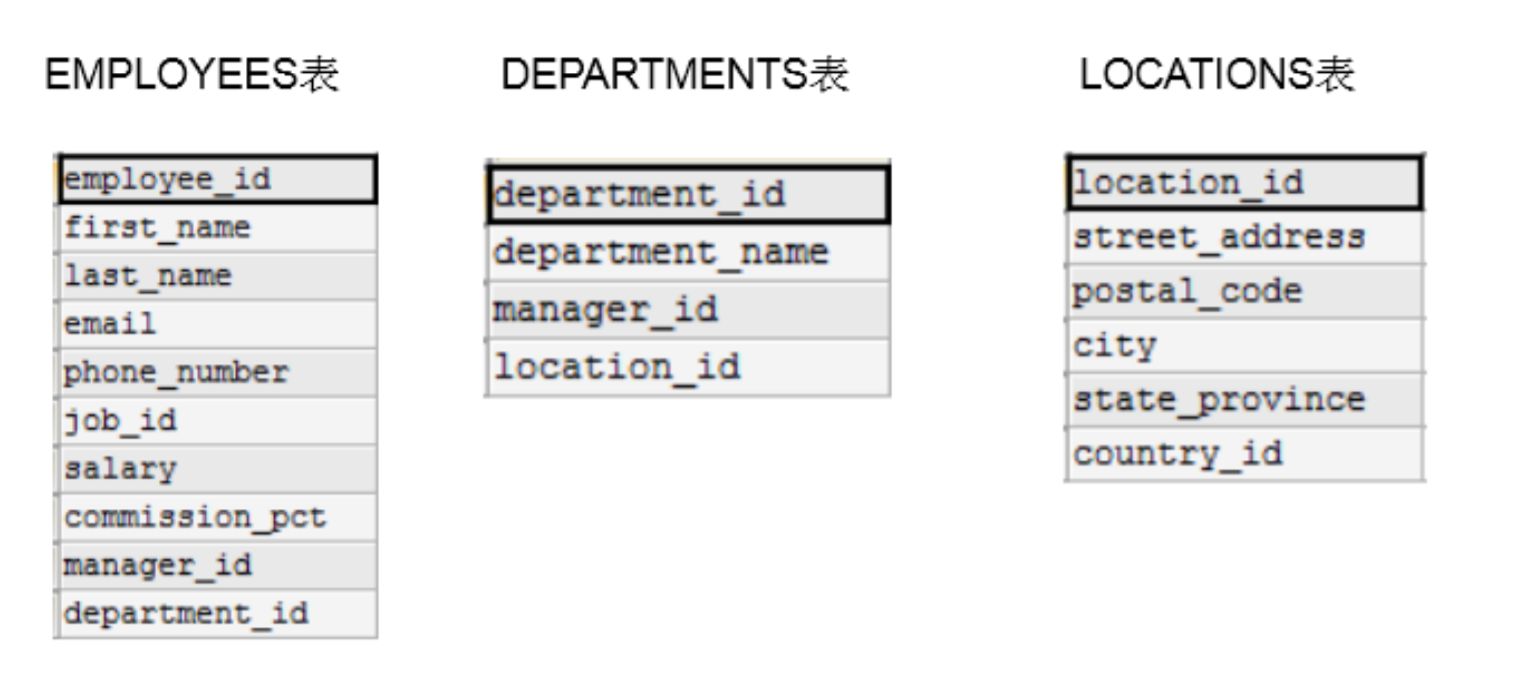 EMPLOYEES表
employee_id
first_name
last_name
email
phone_number
job_id
salary
commission_pct
manager_id
department_id
DEPARTMENTS表
department_id
department_name
manager_id
location_id
LOCATIONS表
location_id
street_address
postal_code
city
state_province
country_id